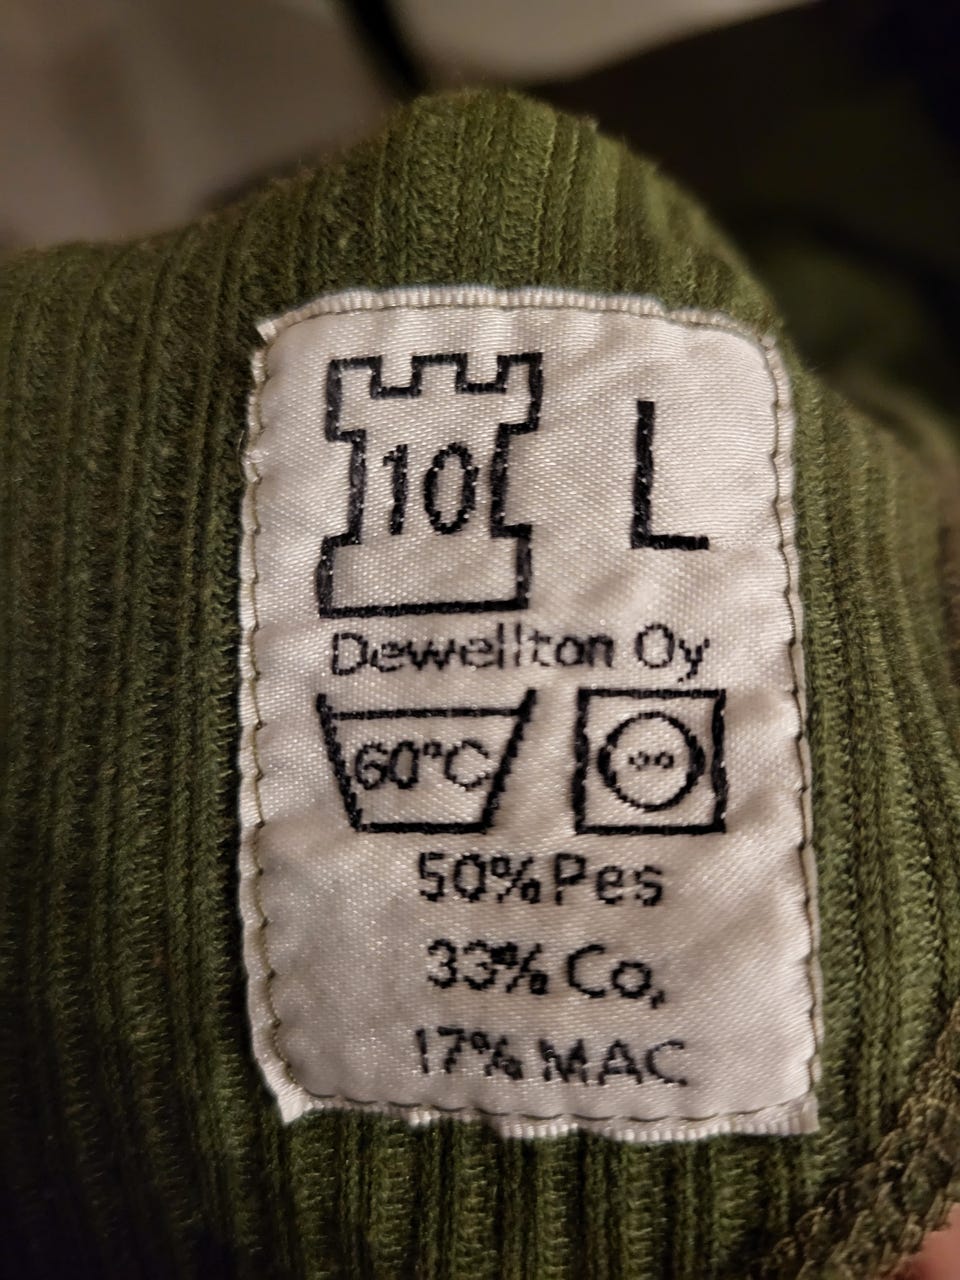 10 L
Dewellton Oy
60°C
50% Pes
33% Co,
17% MAC